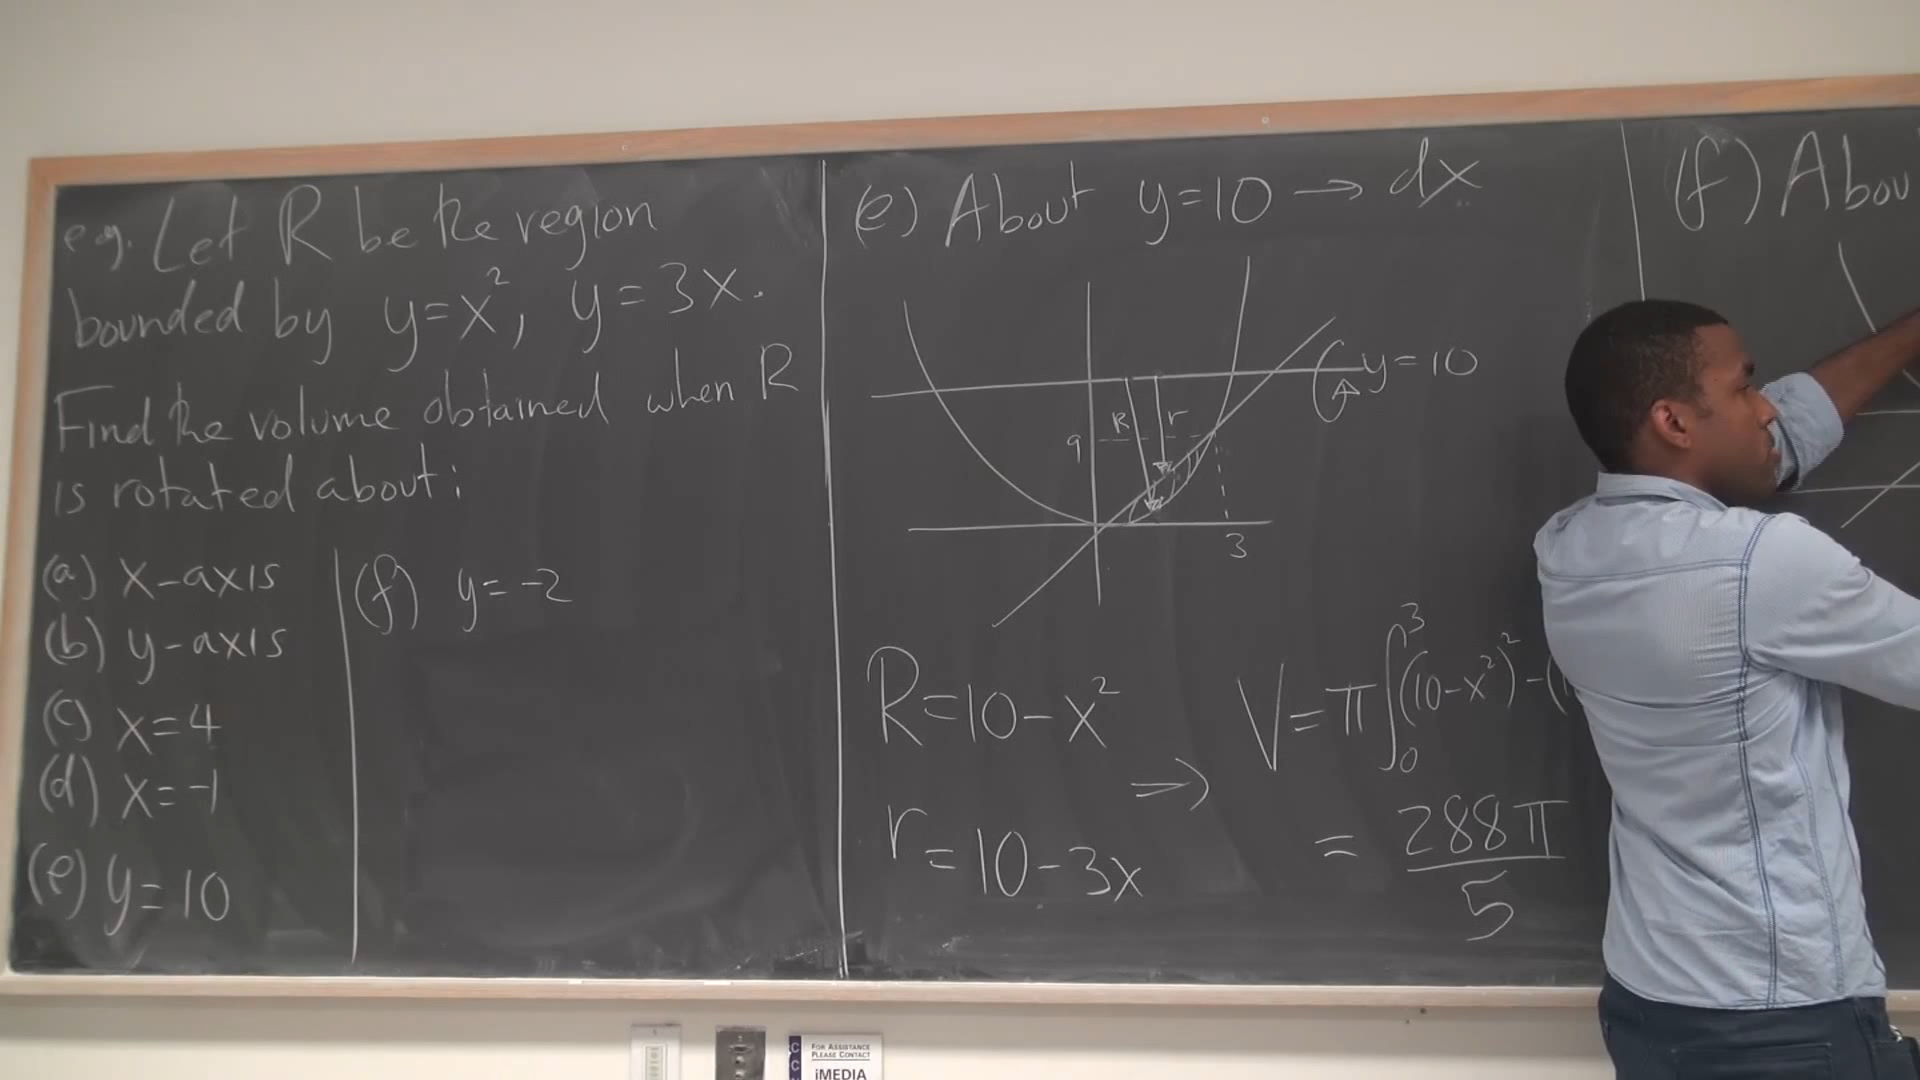 eg. Let R be the region
bounded by y=x², y=3x.
Find the volume obtained when R
is rotated about:
(a) x-axis
(b) y-axis
(c) x=4
(d) x=-1
(e) y=10
(f) y=-2
(e) About y=10 → dx
y=10
R r
9
3
R=10-x²
r=10-3x
⇒ V=π∫₀³(10-x²)²-(
= 288π/5
(f) Abou
FOR ASSISTANCE
PLEASE CONTACT
iMEDIA